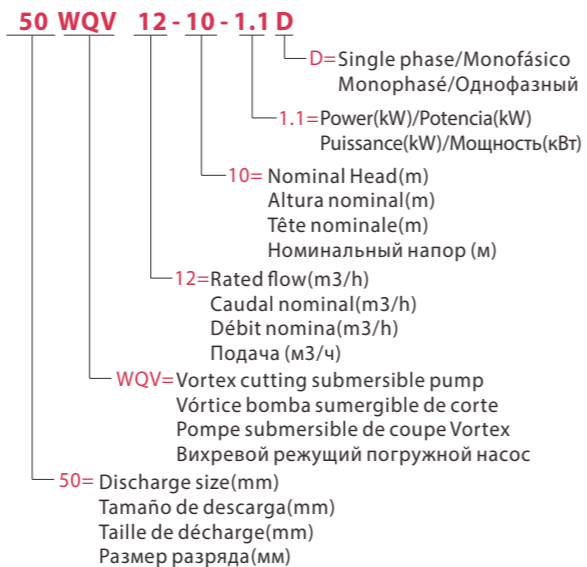 50 WQV 12 - 10 - 1.1 D
D=Single phase/Monofásico
Monophasé/Однофазный
1.1=Power(kW)/Potencia(kW)
Puissance(kW)/Мощность(кВт)
10= Nominal Head(m)
Altura nominal(m)
Tête nominale(m)
Номинальный напор (м)
12=Rated flow(m3/h)
Caudal nominal(m3/h)
Débit nomina(m3/h)
Подача (м3/ч)
WQV=Vortex cutting submersible pump
Vórtice bomba sumergible de corte
Pompe submersible de coupe Vortex
Вихревой режущий погружной насос
50= Discharge size(mm)
Tamaño de descarga(mm)
Taille de décharge(mm)
Размер разряда(мм)